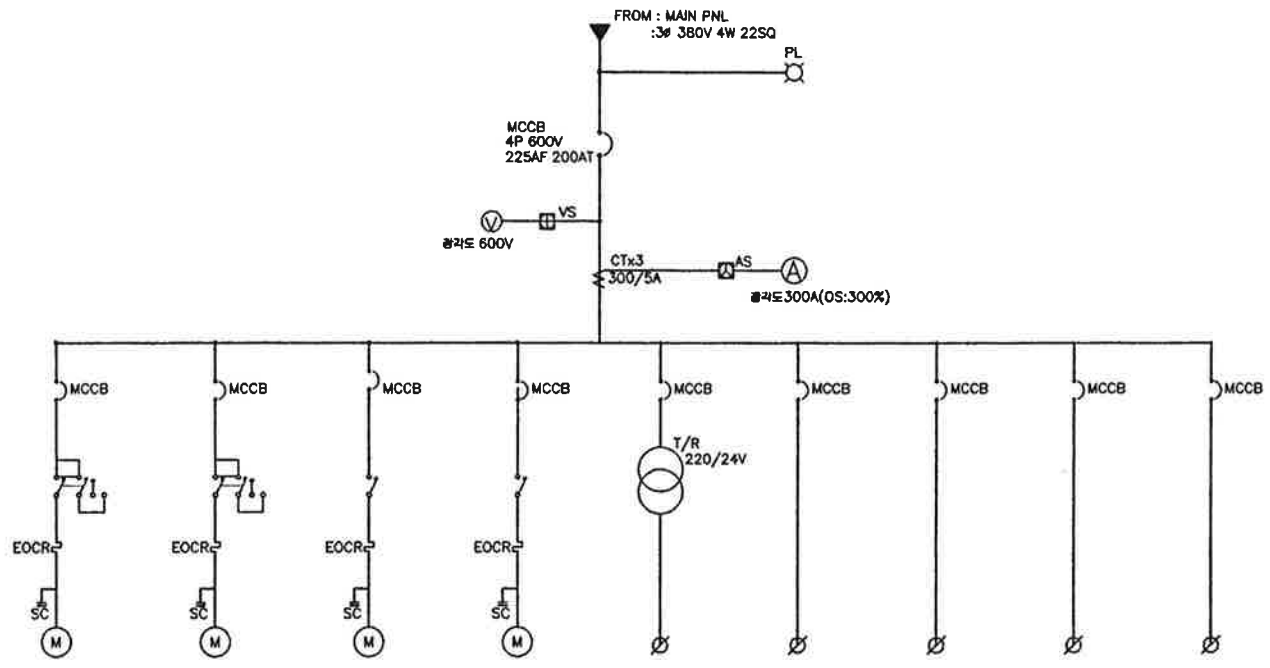 FROM : MAIN PNL
:3ø 380V 4W 22SQ
PL
MCCB
4P 600V
225AF 200AT
V
VS
광각도 600V
CTx3
300/5A
AS
A
광각도300A(OS:300%)
MCCB
MCCB
MCCB
MCCB
MCCB
MCCB
MCCB
MCCB
MCCB
T/R
220/24V
EOCR
EOCR
EOCR
EOCR
SC
SC
SC
SC
M
M
M
M